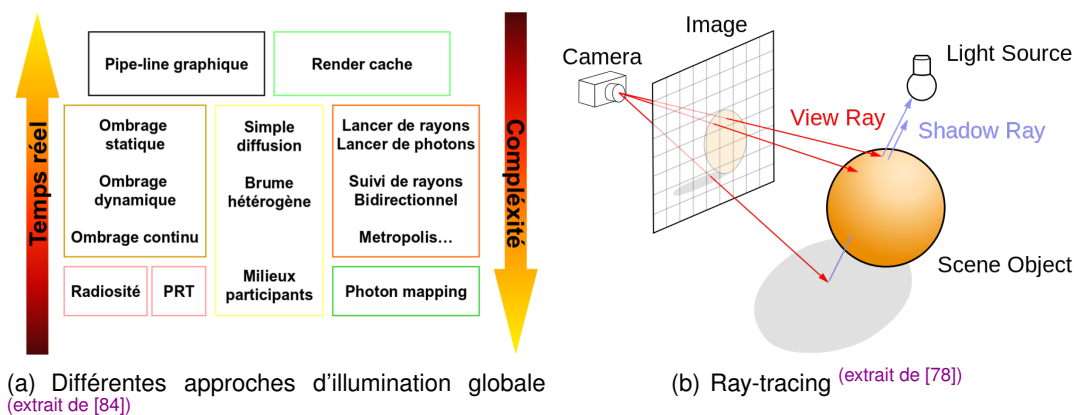 Pipe-line graphique
Render cache
Temps réel
Ombrage
statique
Ombrage
dynamique
Ombrage continu
Simple
diffusion
Brume
hétérogène
Milieux
participants
Lancer de rayons
Lancer de photons
Suivi de rayons
Bidirectionnel
Metropolis...
Radiosité
PRT
Photon mapping
Compléxité
(a) Différentes approches d'illumination globale
(extrait de [84])
Image
Camera
Light Source
View Ray
Shadow Ray
Scene Object
(b) Ray-tracing (extrait de [78])